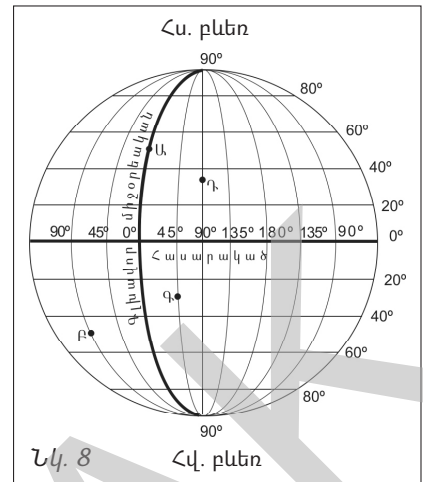 Հս. բևեռ
90º
80º
60º
Ա
40º
Դ
20º
90º 45º 0º 45º 90º 135º 180º 135º 90º 0º
Գլխավոր միջօրեական
Հասարակած
20º
Գ
40º
Բ
60º
80º
90º
Նկ. 8 Հվ. բևեռ